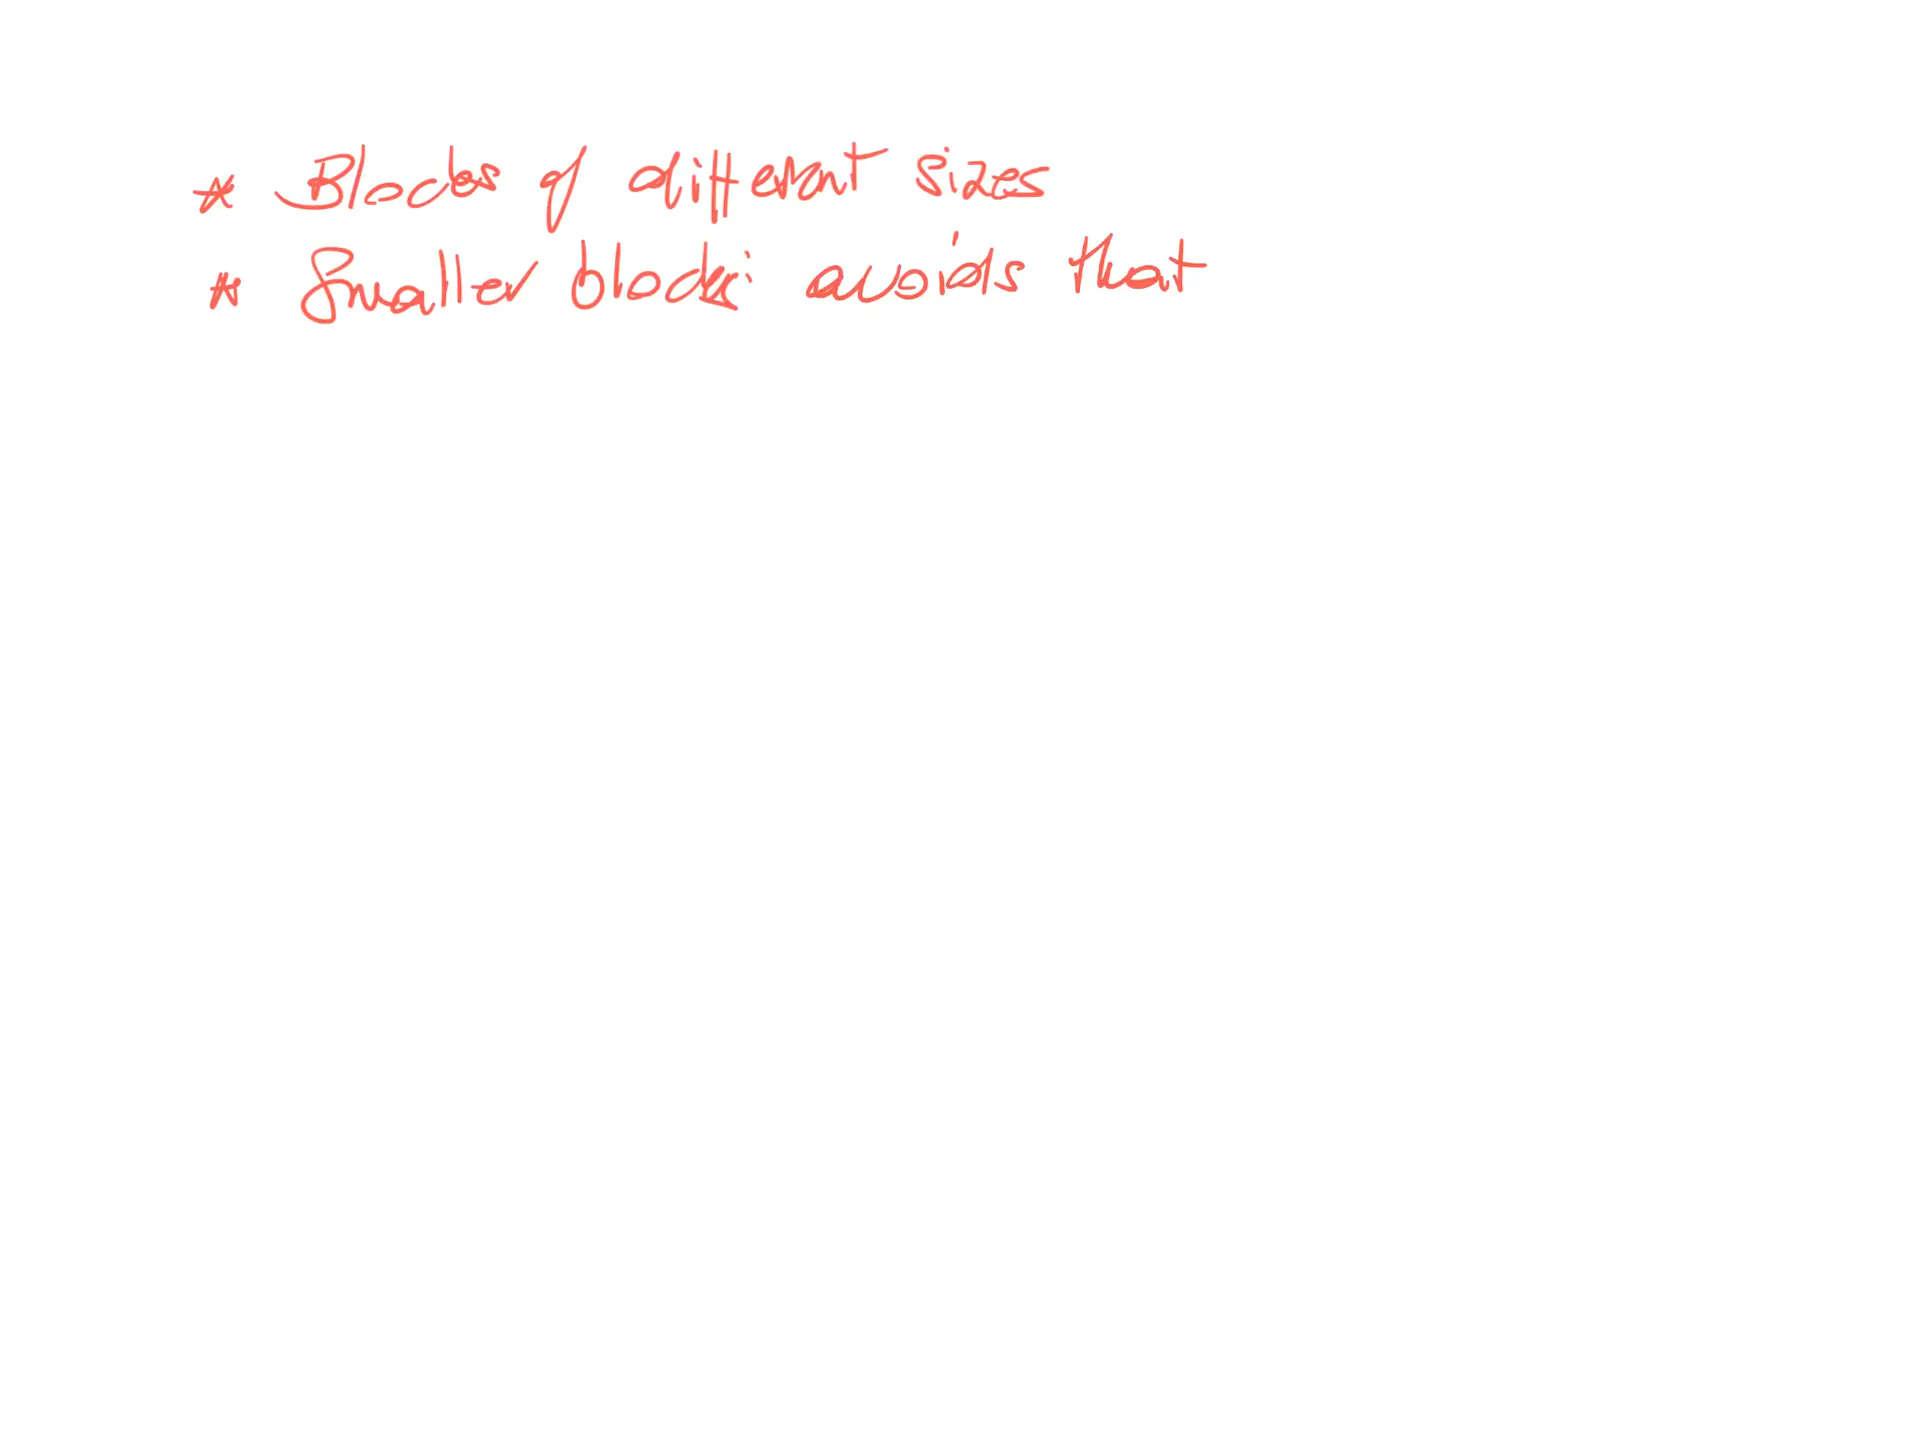 * Blocks of different sizes
* Smaller blocks: avoids that